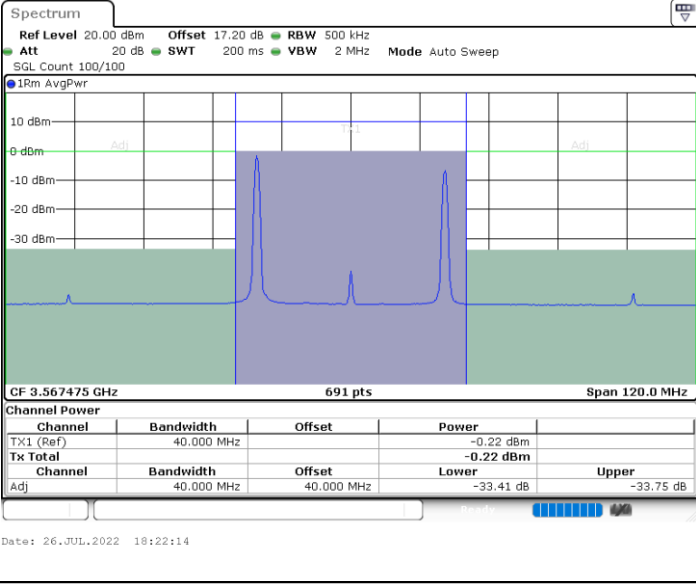 Spectrum
Ref Level 20.00 dBm Offset 17.20 dB RBW 500 kHz
Att 20 dB SWT 200 ms VBW 2 MHz Mode Auto Sweep
SGL Count 100/100
1Rm AvgPwr
10 dBm
TX1
Adj Adj
0 dBm
-10 dBm
-20 dBm
-30 dBm
CF 3.567475 GHz 691 pts Span 120.0 MHz
Channel Power
Channel Bandwidth Offset Power
TX1 (Ref) 40.000 MHz -0.22 dBm
Tx Total -0.22 dBm
Channel Bandwidth Offset Lower Upper
Adj 40.000 MHz 40.000 MHz -33.41 dB -33.75 dB
Ready
Date: 26.JUL.2022 18:22:14